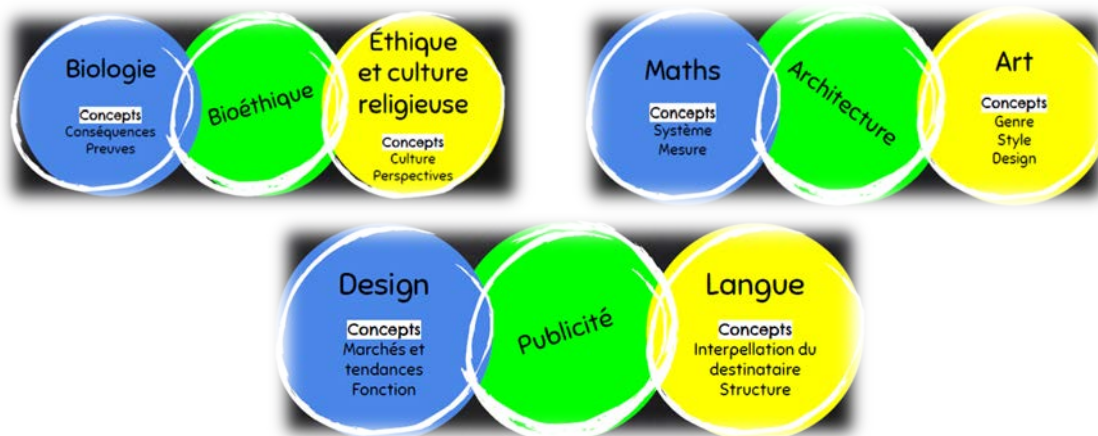 Biologie
Concepts
Conséquences
Preuves
Bioéthique
Éthique
et culture
religieuse
Concepts
Culture
Perspectives
Maths
Concepts
Système
Mesure
Architecture
Art
Concepts
Genre
Style
Design
Design
Concepts
Marchés et
tendances
Fonction
Publicité
Langue
Concepts
Interpellation du
destinataire
Structure